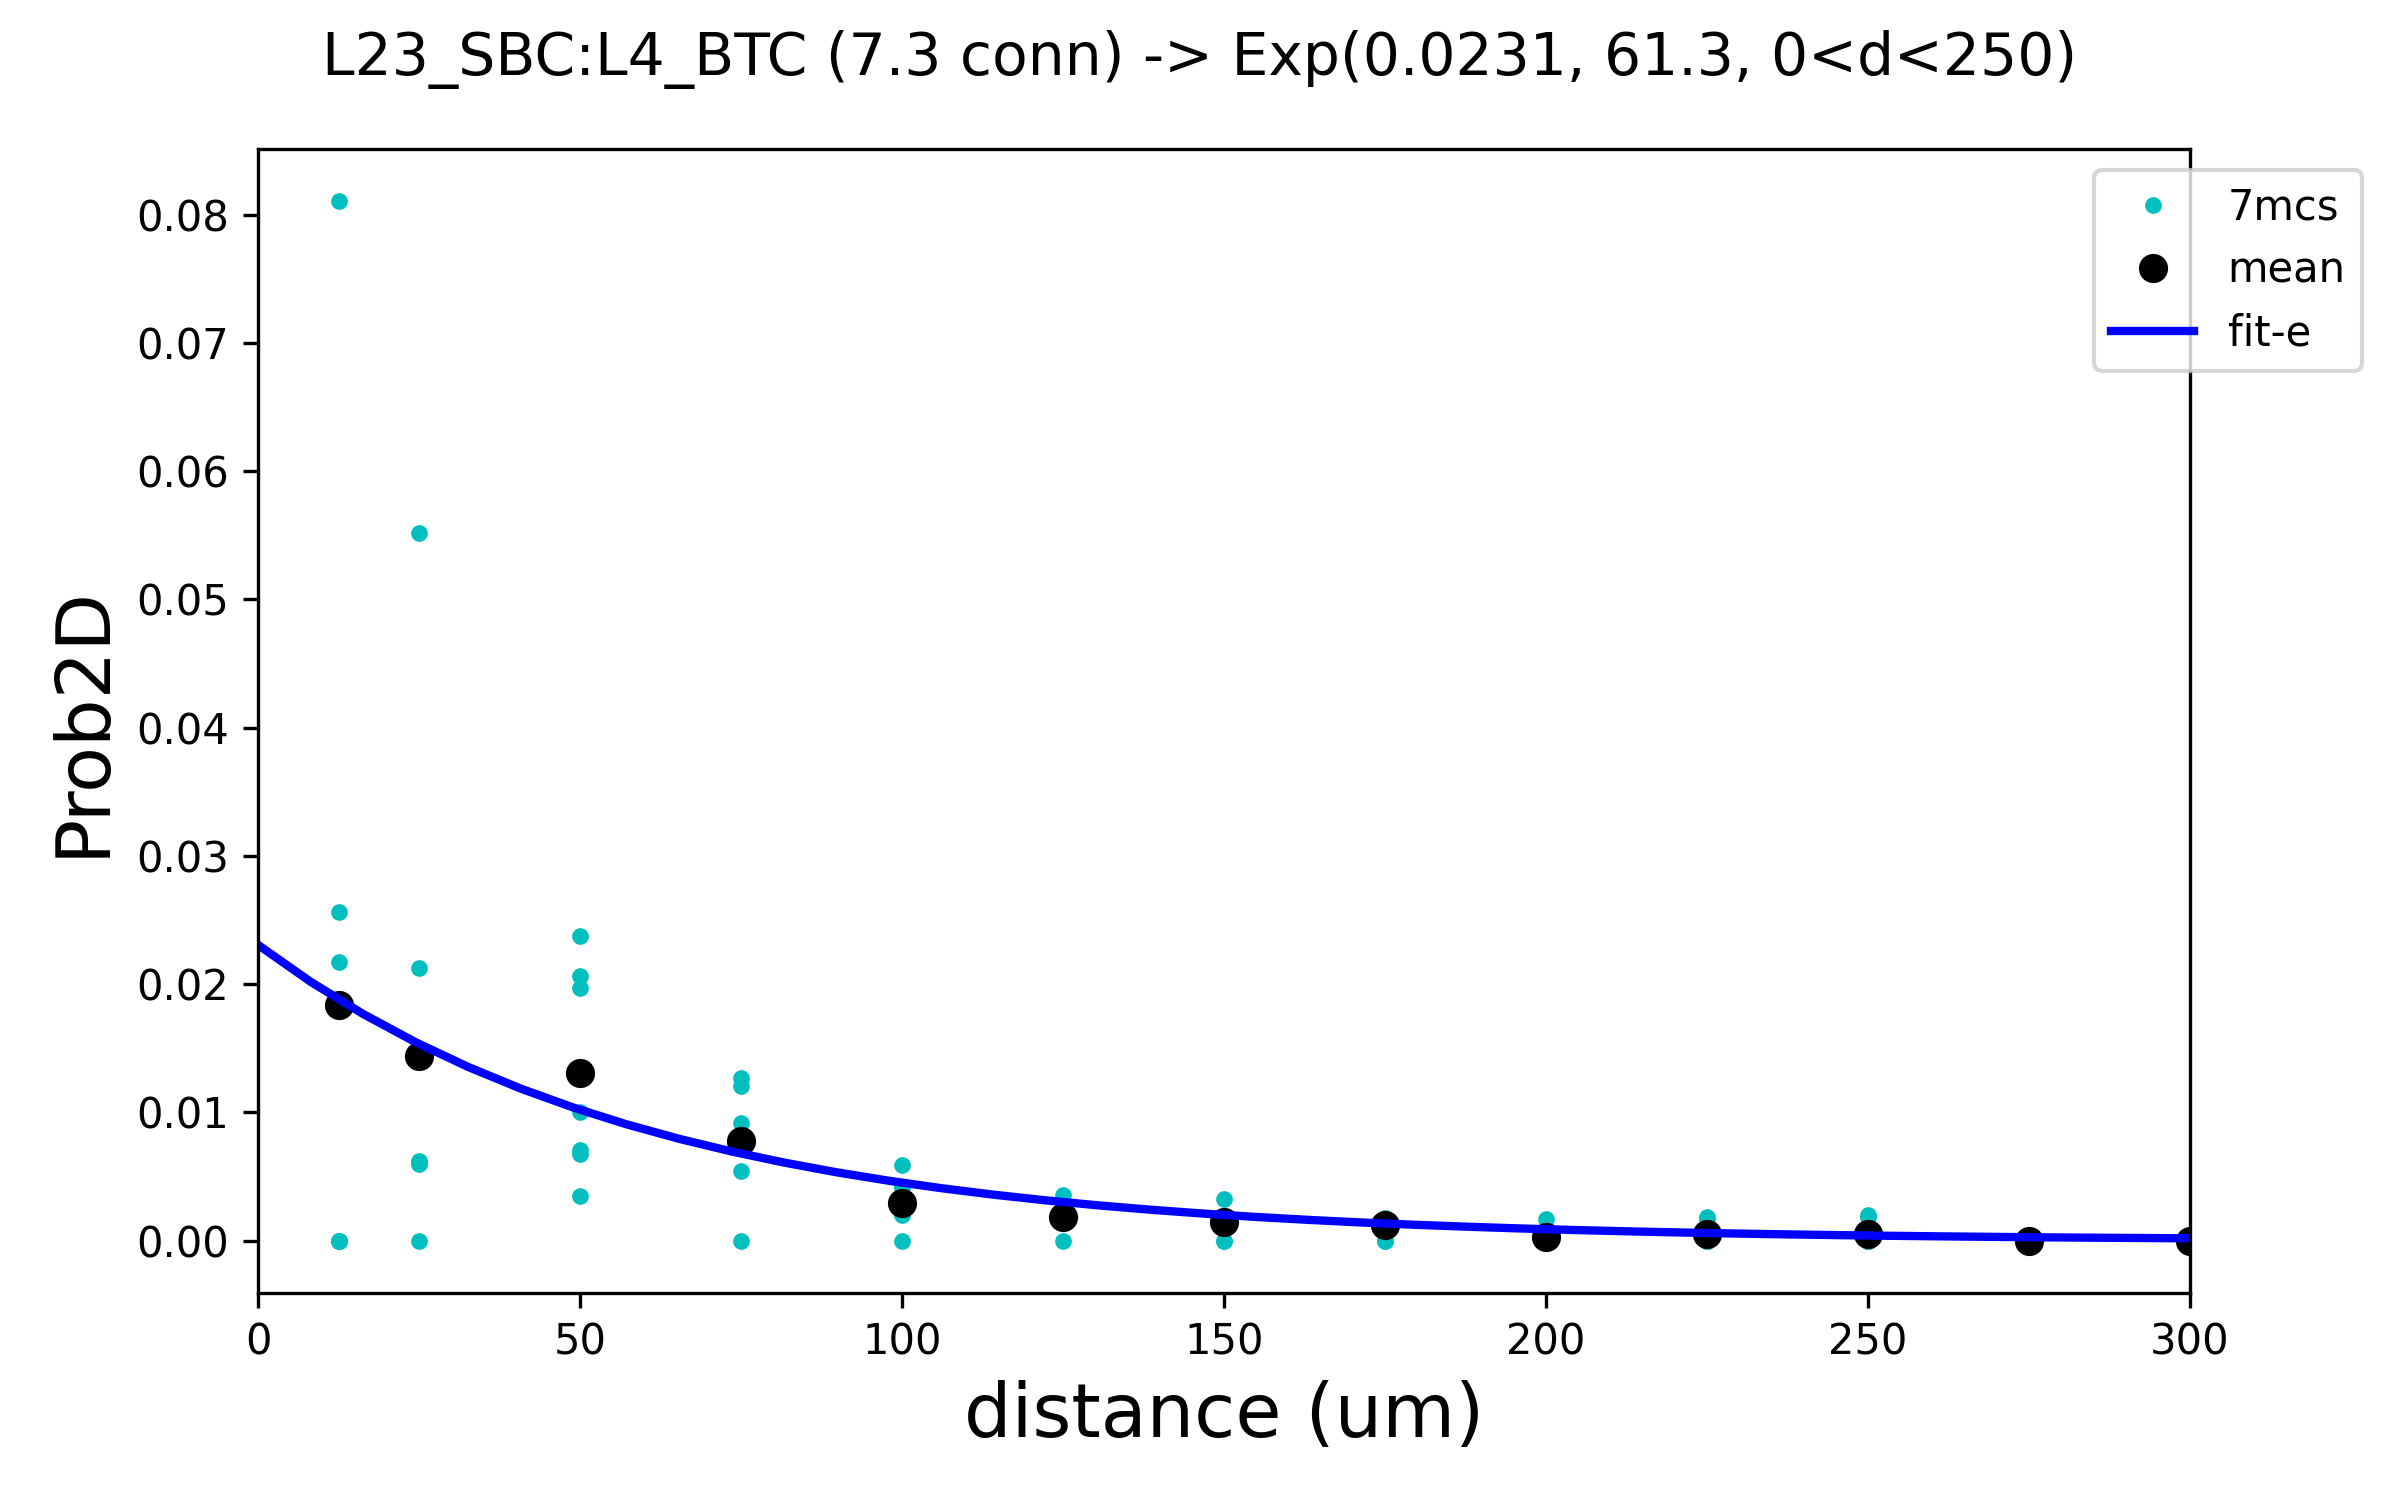 L23_SBC:L4_BTC (7.3 conn) -> Exp(0.0231, 61.3, 0<d<250)
7mcs
mean
fit-e
Prob2D
0.08
0.07
0.06
0.05
0.04
0.03
0.02
0.01
0.00
0 50 100 150 200 250 300
distance (um)